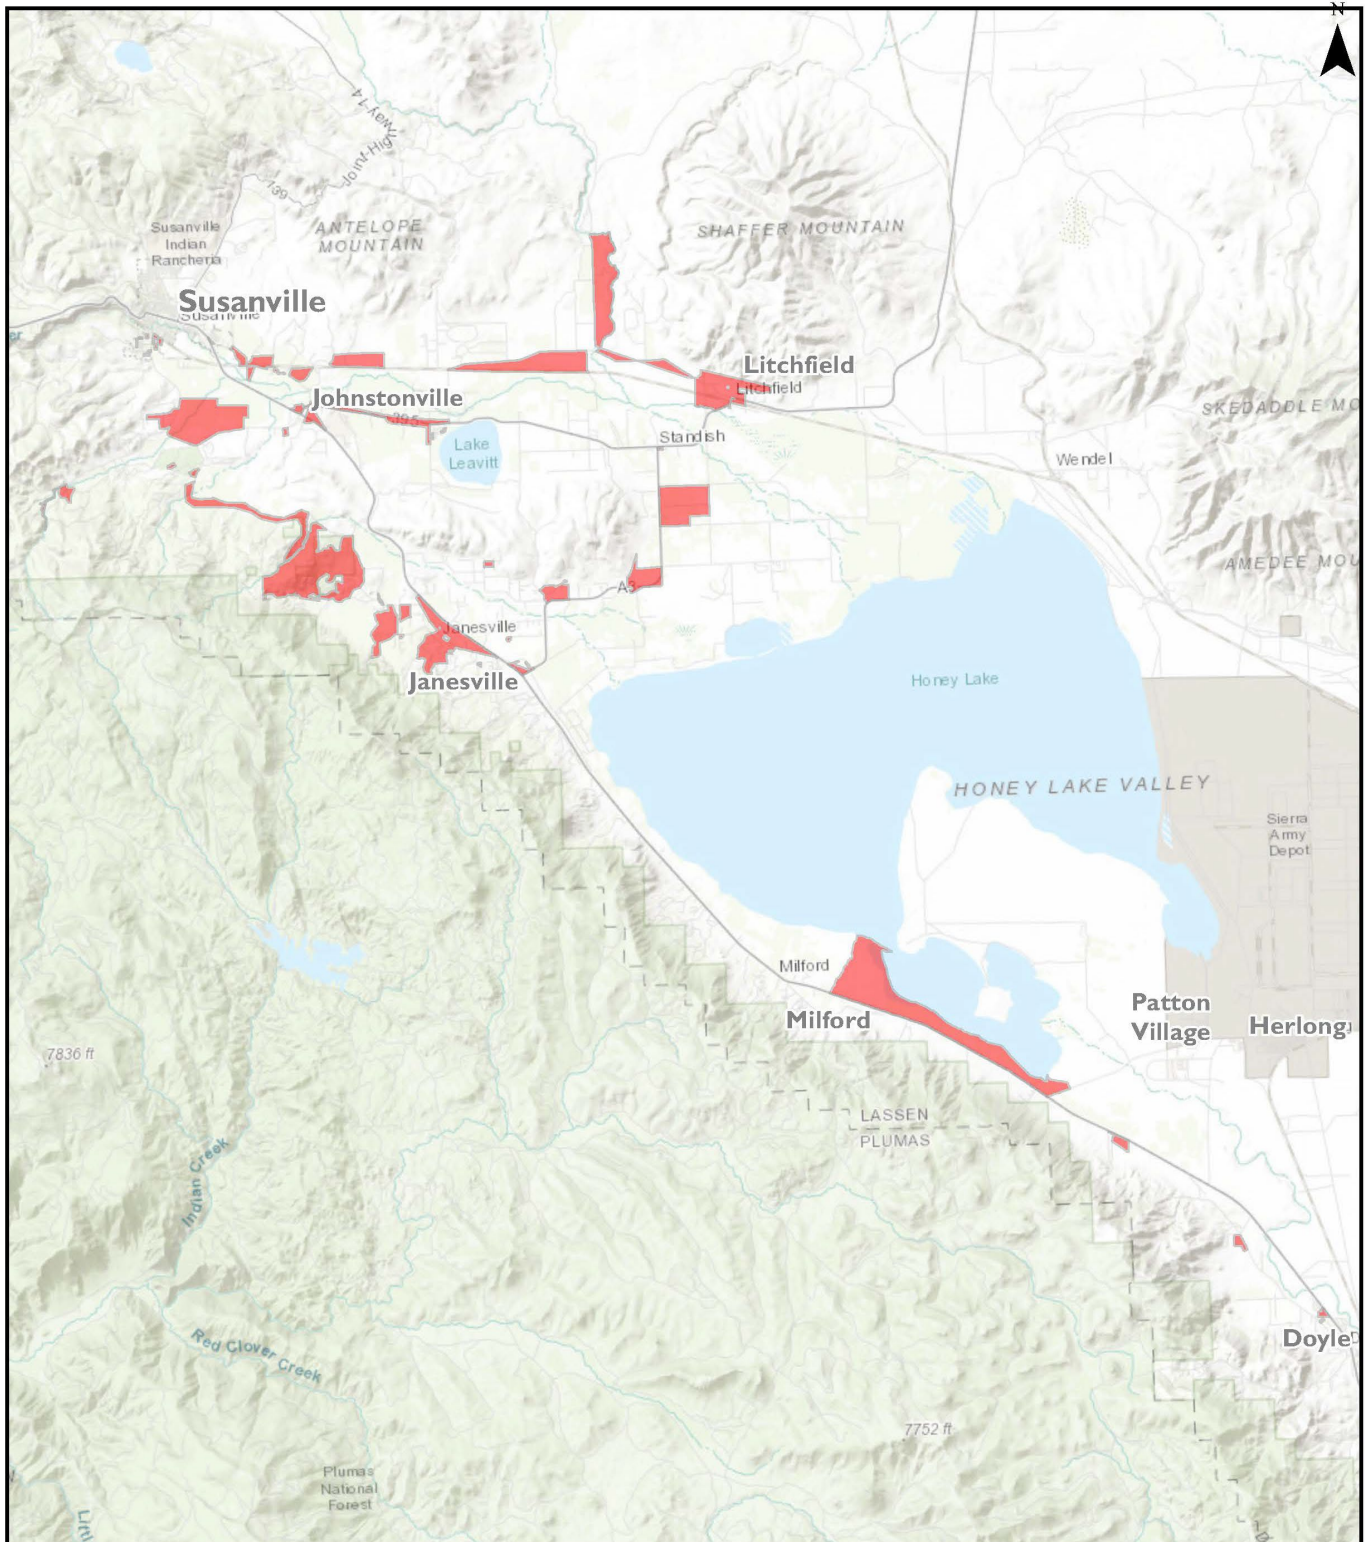 N
Joint Highway 14
139
Susanville
Indian
Rancheria
ANTELOPE
MOUNTAIN
SHAFFER MOUNTAIN
Susanville
Susanville
Litchfield
Litchfield
Johnstonville
395
SKEDADDLE MO
Standish
Lake
Leavitt
Wendel
AMEDEE MOU
A3
Janesville
Janesville
Honey Lake
HONEY LAKE VALLEY
Sierra
Army
Depot
Milford
Milford
Patton
Village
Herlong
7836 ft
LASSEN
PLUMAS
Indian Creek
Red Clover Creek
Doyle
7752 ft
Plumas
National
Forest
Littl